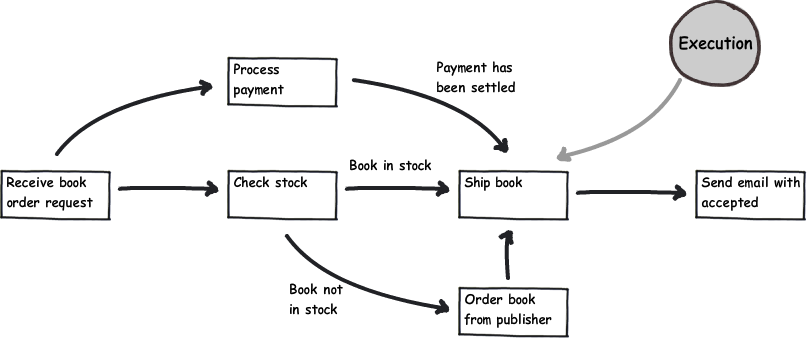 Execution
Process
payment
Payment has
been settled
Receive book
order request
Check stock
Book in stock
Ship book
Send email with
accepted
Book not
in stock
Order book
from publisher